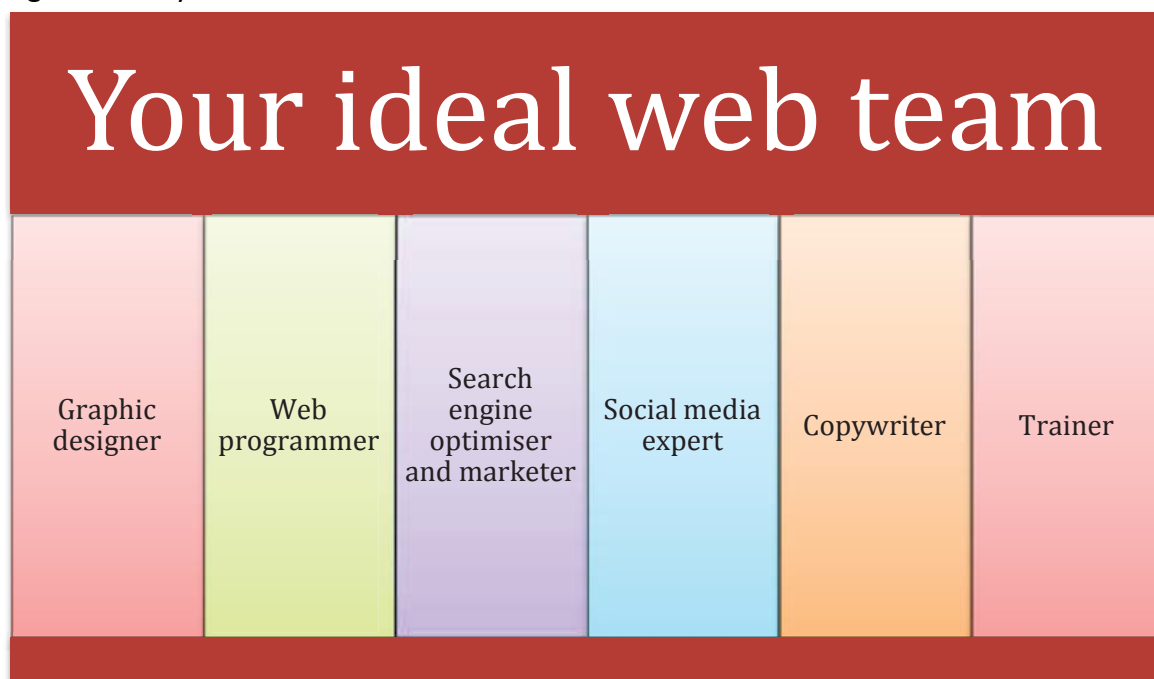 Your ideal web team
Graphic
designer
Web
programmer
Search
engine
optimiser
and marketer
Social media
expert
Copywriter
Trainer